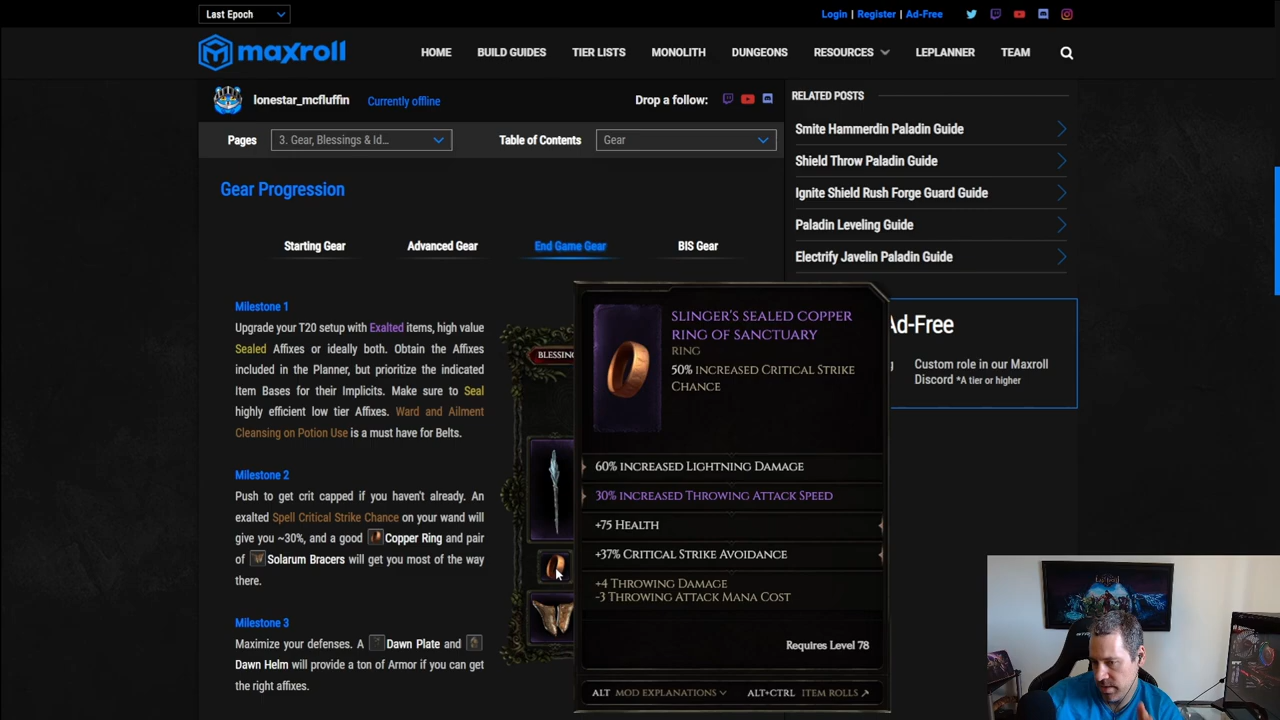 Last Epoch
Login | Register | Ad-Free
maxroll
HOME
BUILD GUIDES
TIER LISTS
MONOLITH
DUNGEONS
RESOURCES
LEPLANNER
TEAM
lonestar_mcfluffin
Currently offline
Drop a follow:
Pages
3. Gear, Blessings & Id...
Table of Contents
Gear
Gear Progression
Starting Gear
Advanced Gear
End Game Gear
BIS Gear
Milestone 1
Upgrade your T20 setup with Exalted items, high value
Sealed Affixes or ideally both. Obtain the Affixes
included in the Planner, but prioritize the indicated
Item Bases for their Implicits. Make sure to Seal
highly efficient low tier Affixes. Ward and Ailment
Cleansing on Potion Use is a must have for Belts.
Milestone 2
Push to get crit capped if you haven't already. An
exalted Spell Critical Strike Chance on your wand will
give you ~30%, and a good Copper Ring and pair
of Solarum Bracers will get you most of the way
there.
Milestone 3
Maximize your defenses. A Dawn Plate and
Dawn Helm will provide a ton of Armor if you can get
the right affixes.
BLESSING
SLINGER'S SEALED COPPER
RING OF SANCTUARY
RING
50% INCREASED CRITICAL STRIKE
CHANCE
60% INCREASED LIGHTNING DAMAGE
30% INCREASED THROWING ATTACK SPEED
+75 HEALTH
+37% CRITICAL STRIKE AVOIDANCE
+4 THROWING DAMAGE
-3 THROWING ATTACK MANA COST
Requires Level 78
ALT MOD EXPLANATIONS
ALT+CTRL ITEM ROLLS
RELATED POSTS
Smite Hammerdin Paladin Guide
Shield Throw Paladin Guide
Ignite Shield Rush Forge Guard Guide
Paladin Leveling Guide
Electrify Javelin Paladin Guide
Ad-Free
Custom role in our Maxroll
Discord *A tier or higher